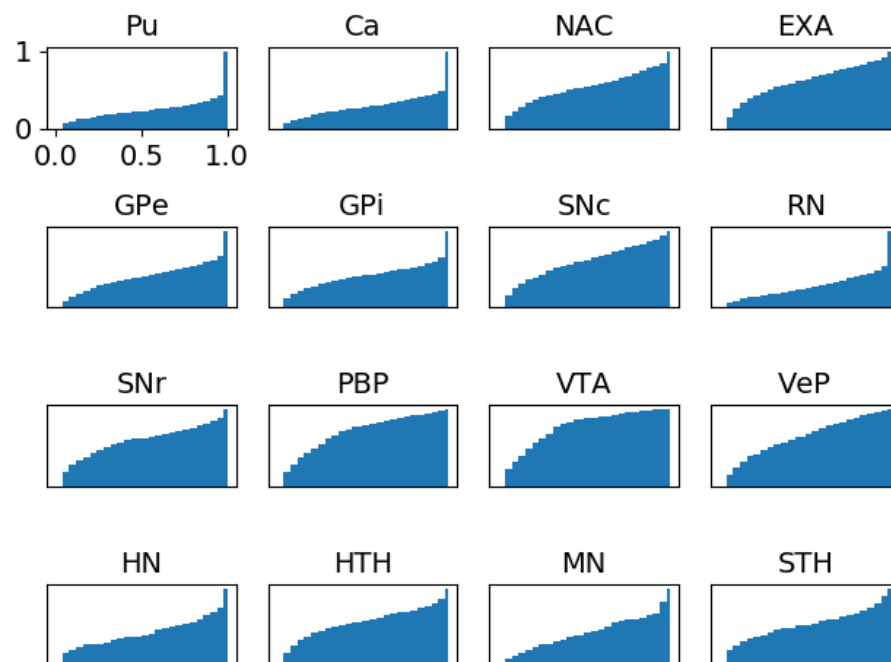 Pu Ca NAC EXA
1
0
0.0 0.5 1.0
GPe GPi SNc RN
SNr PBP VTA VeP
HN HTH MN STH